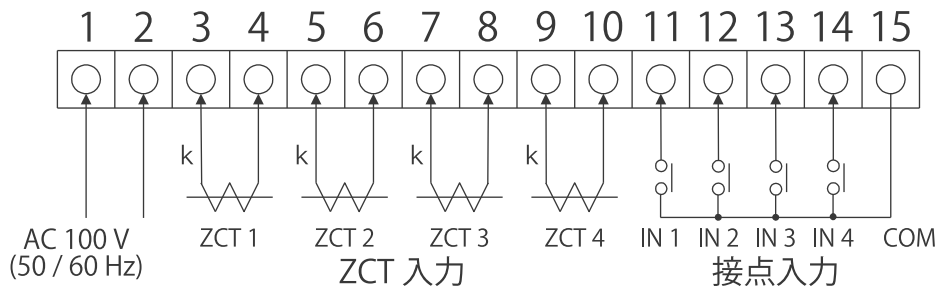 1 2 3 4 5 6 7 8 9 10 11 12 13 14 15
k k k k
AC 100 V
(50 / 60 Hz)
ZCT 1 ZCT 2 ZCT 3 ZCT 4 IN 1 IN 2 IN 3 IN 4 COM
ZCT 入力 接点入力